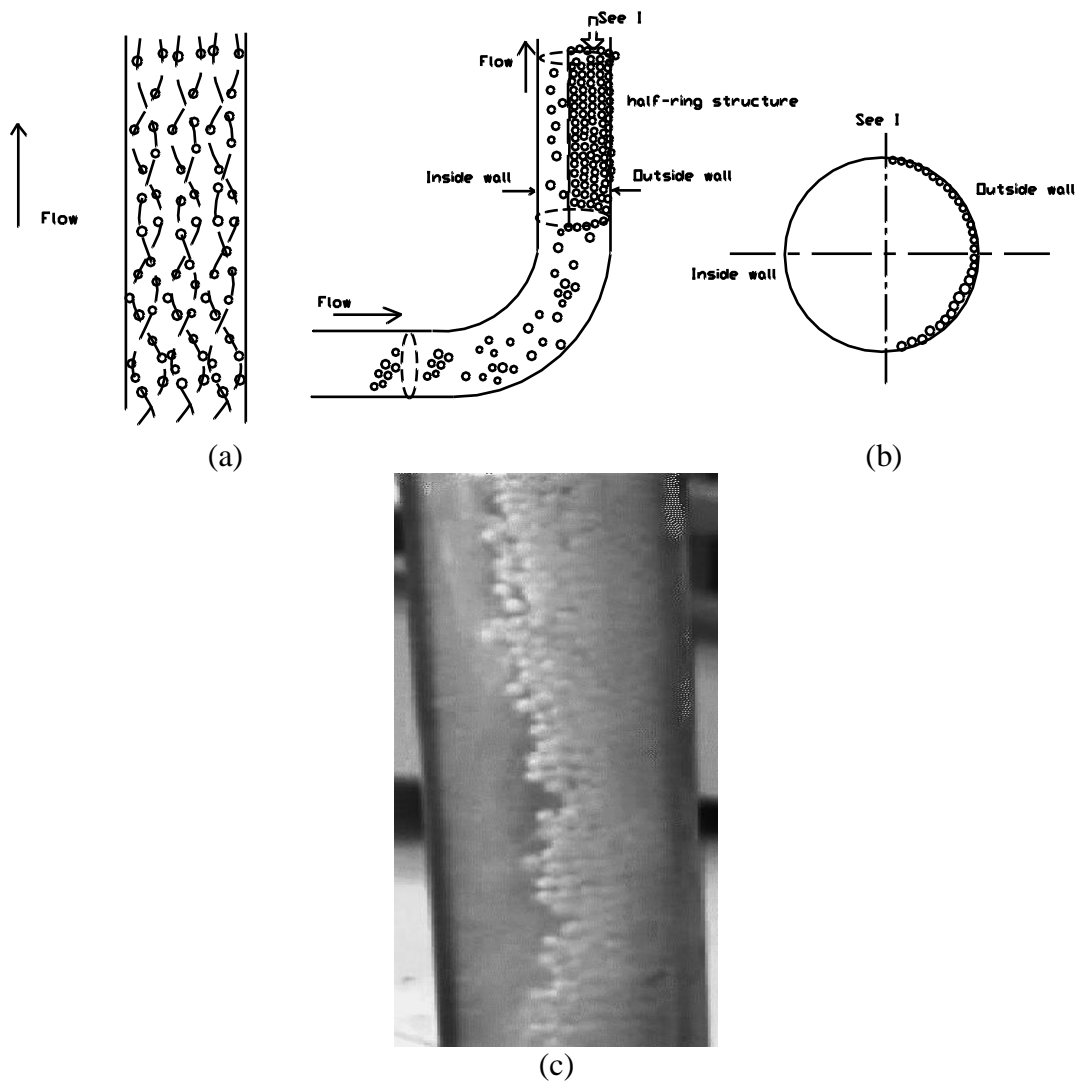 Flow
(a)
See I
Flow
half-ring structure
Inside wall
Outside wall
Flow
See I
Outside wall
Inside wall
(b)
(c)